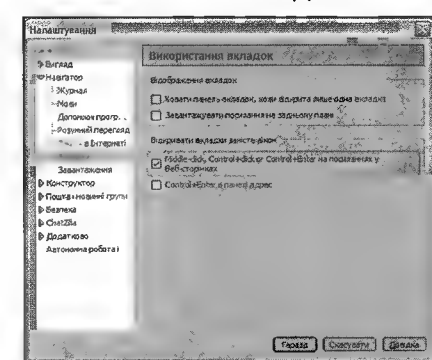 Налаштування
Вигляд
Навігатор
Журнал
Мови
Допоміжн прогр. .
Розумний перегляд
в Інтернеті
Завантаження
Конструктор
Пошта і новинні групи
Безпека
ChatZilla
Додатково
Автономна робота і
Використання вкладок
Відображення вкладок
Ховати панель вкладок, коли відкрита лише одна вкладка
Завантажувати посилання на задньому плані
Відкривати вкладки замість вікон
Middle-click, Control+click or Control+Enter на посиланнях у
Веб-сторінках
Control+Enter в панелі адрес
Гаразд Скасувати Довідка